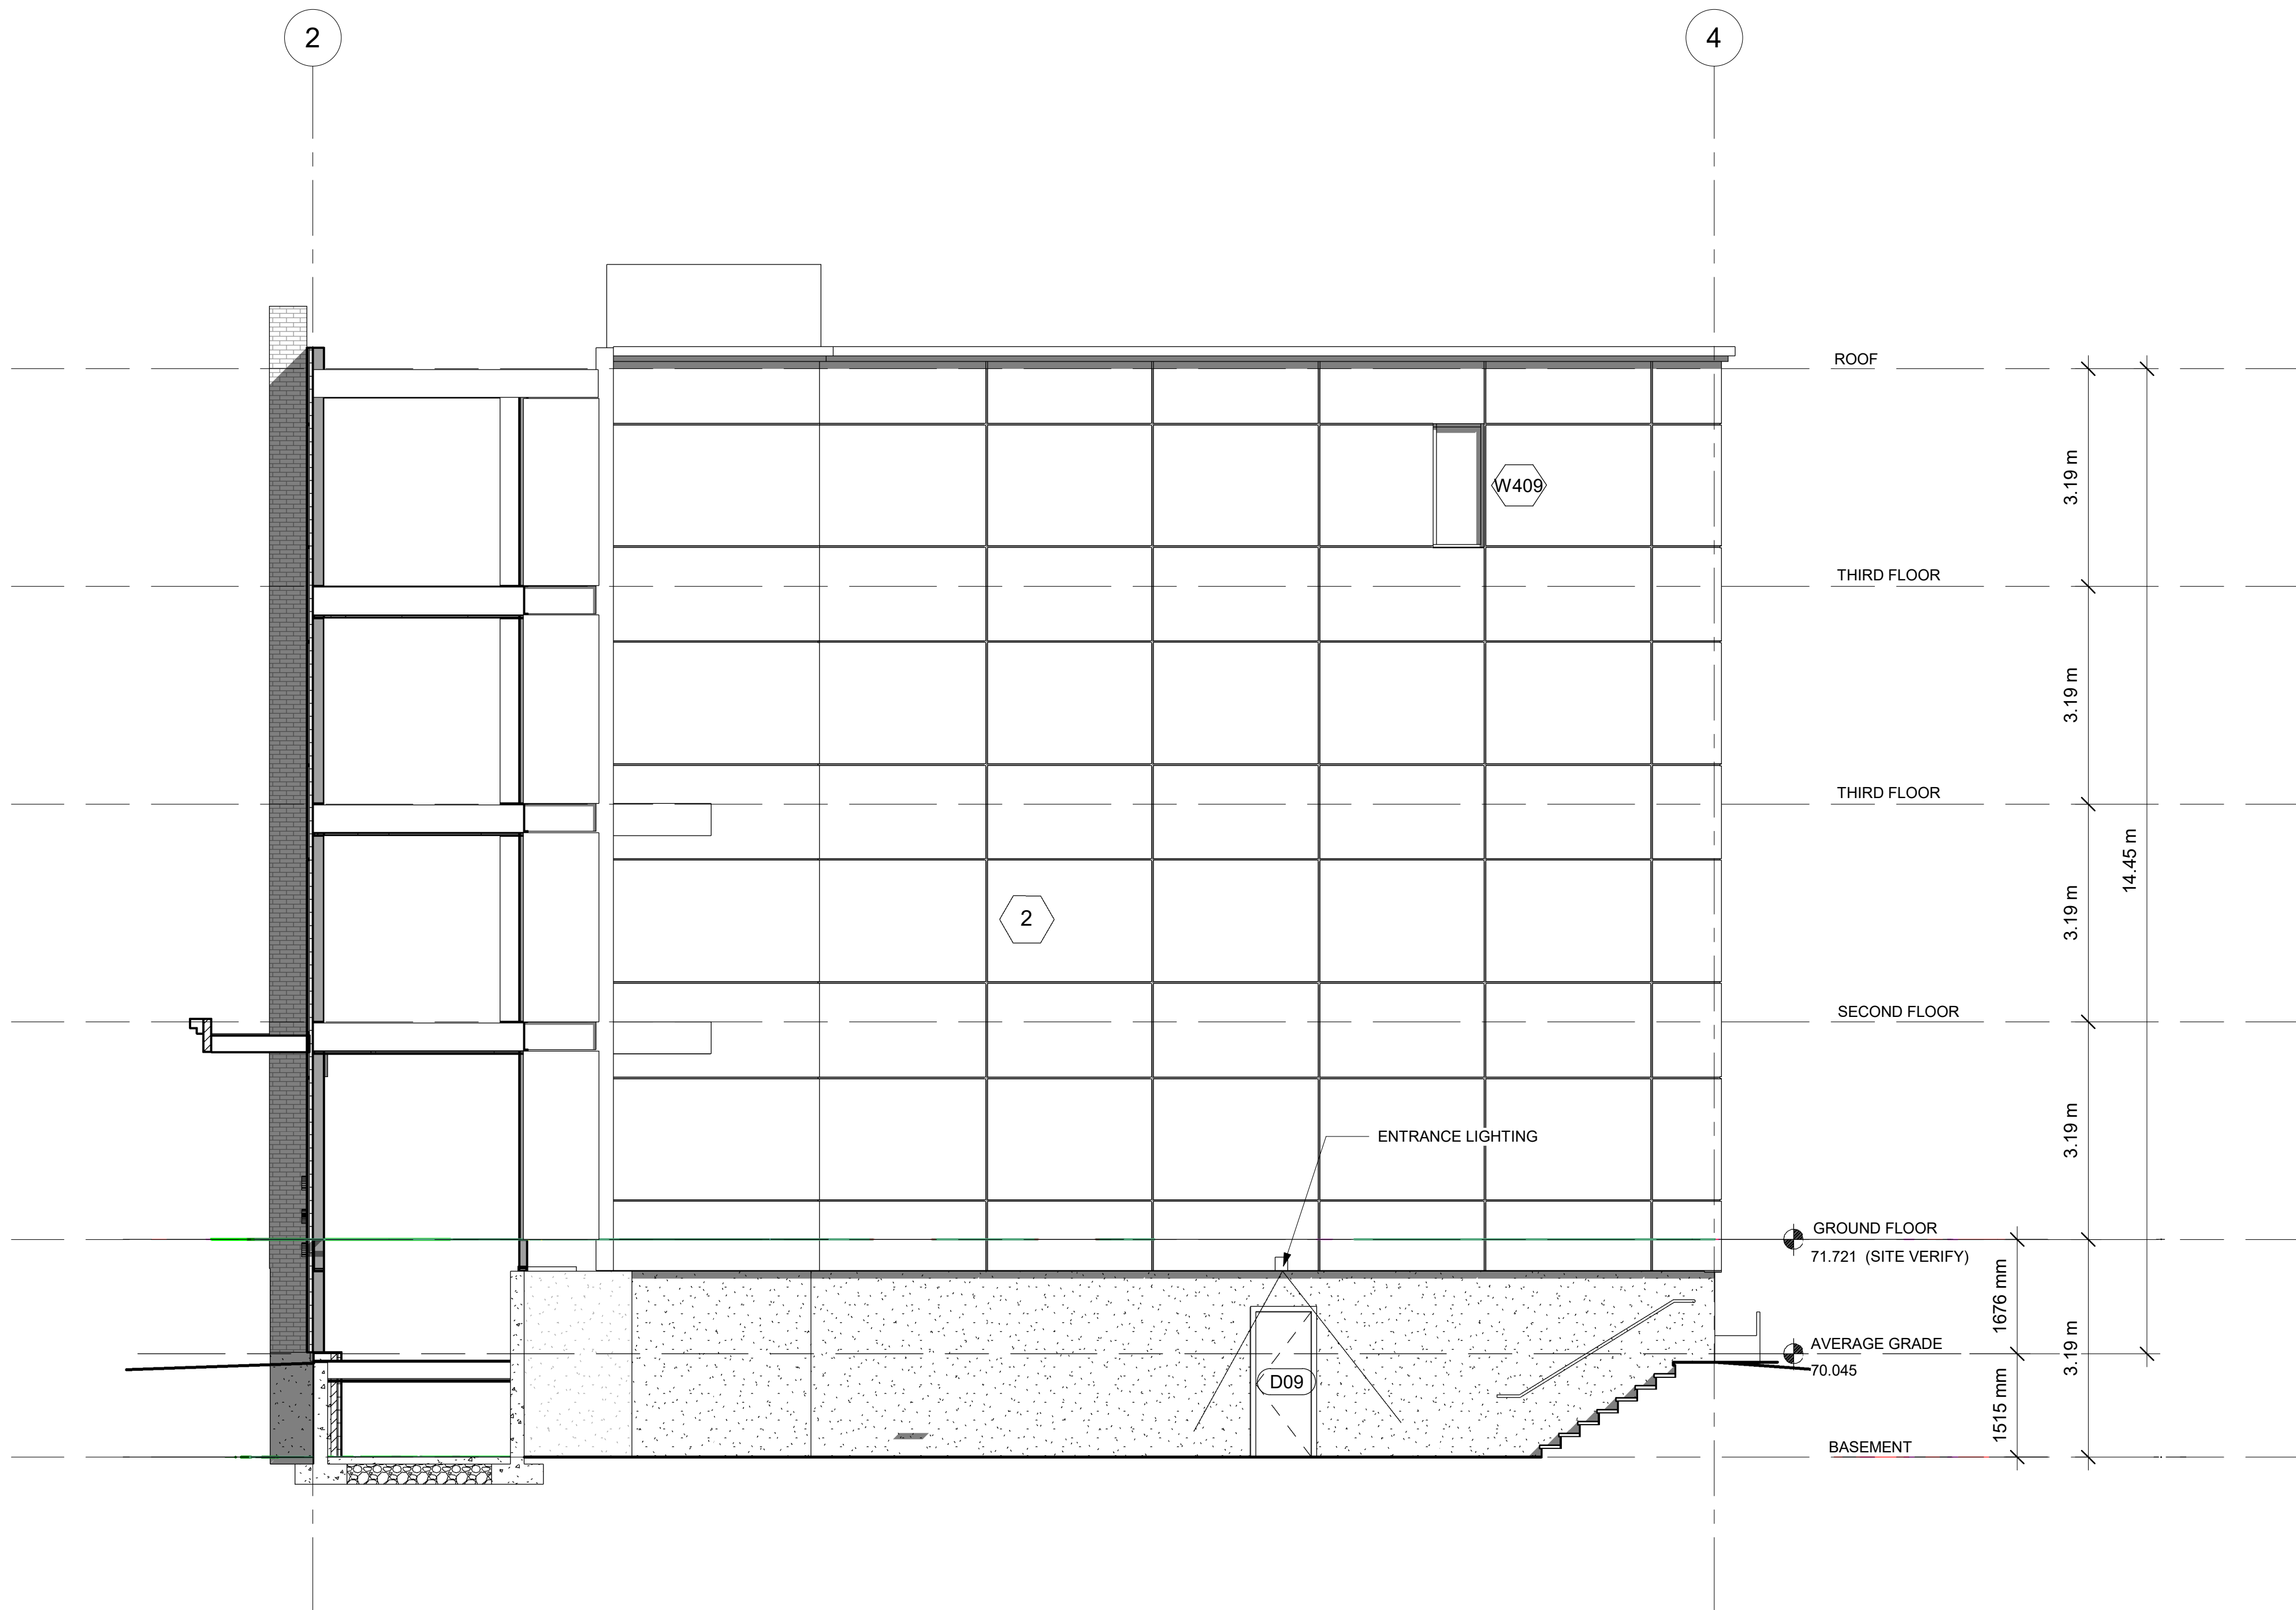 2
4
ROOF
3.19 m
W409
THIRD FLOOR
3.19 m
THIRD FLOOR
14.45 m
3.19 m
2
SECOND FLOOR
3.19 m
ENTRANCE LIGHTING
GROUND FLOOR
71.721 (SITE VERIFY)
1676 mm
AVERAGE GRADE
3.19 m
70.045
D09
1515 mm
BASEMENT